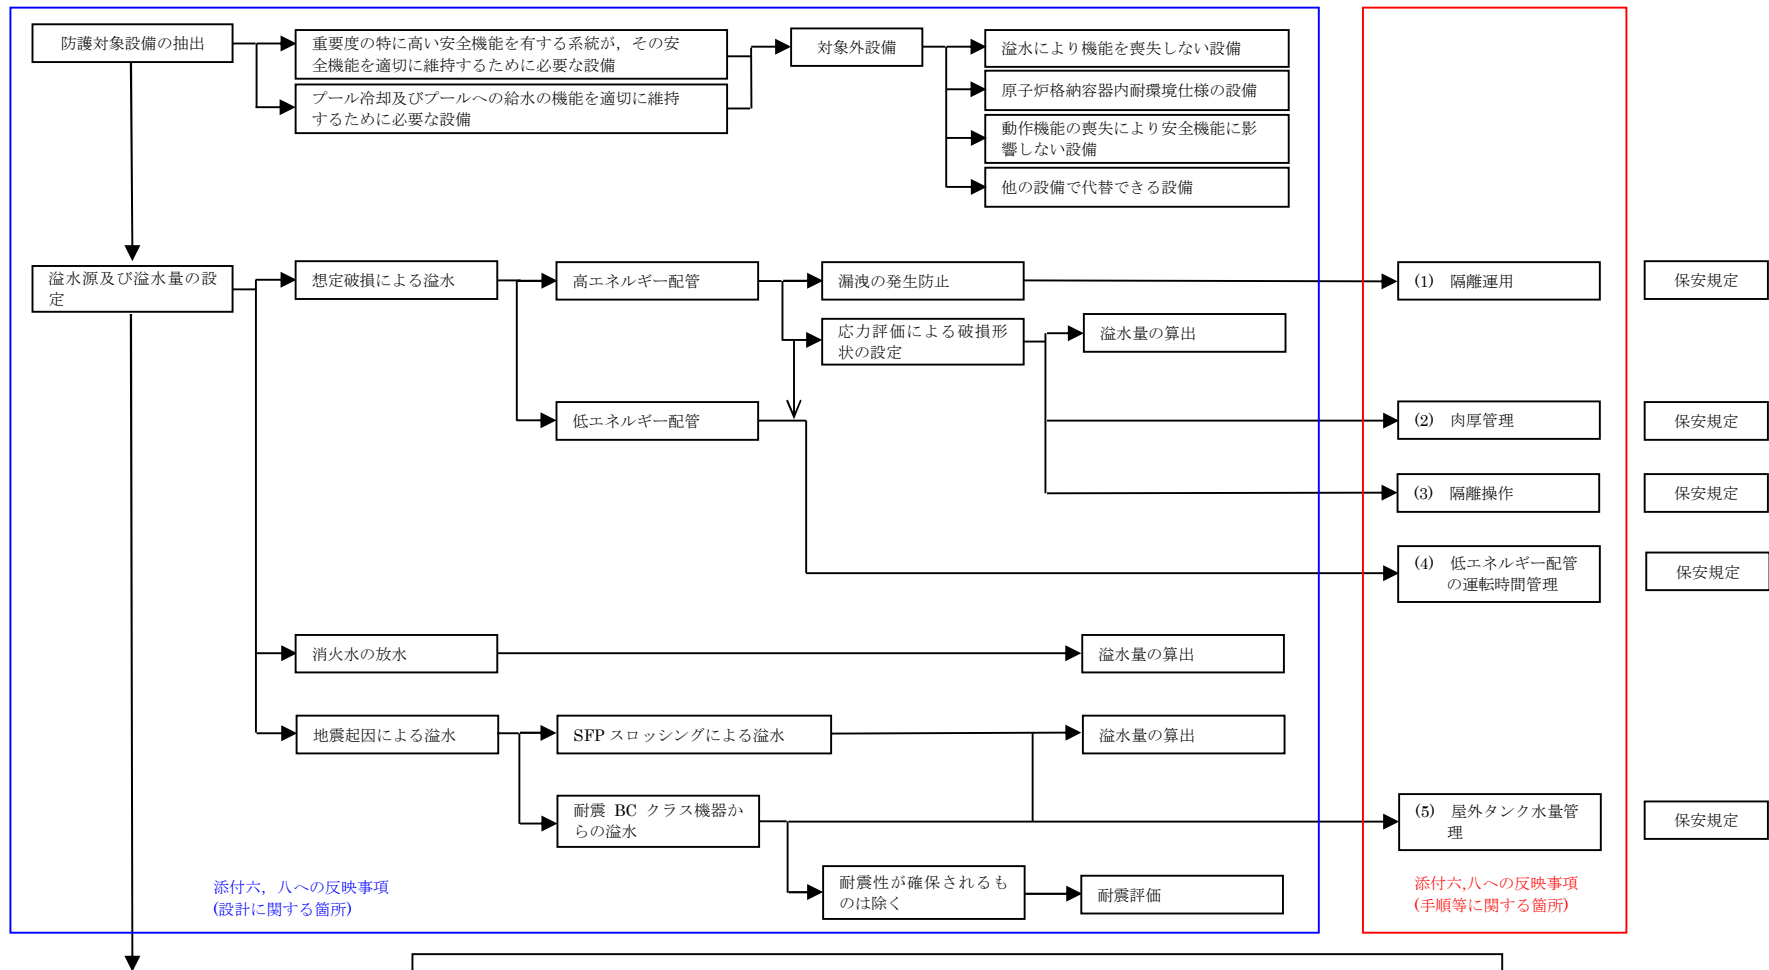 防護対象設備の抽出
重要度の特に高い安全機能を有する系統が，その安
全機能を適切に維持するために必要な設備
プール冷却及びプールへの給水の機能を適切に維持
するために必要な設備
対象外設備
溢水により機能を喪失しない設備
原子炉格納容器内耐環境仕様の設備
動作機能の喪失により安全機能に影
響しない設備
他の設備で代替できる設備
溢水源及び溢水量の設
定
想定破損による溢水
高エネルギー配管
漏洩の発生防止
(1) 隔離運用
保安規定
応力評価による破損形
状の設定
溢水量の算出
低エネルギー配管
(2) 肉厚管理
保安規定
(3) 隔離操作
保安規定
(4) 低エネルギー配管
の運転時間管理
保安規定
消火水の放水
溢水量の算出
地震起因による溢水
SFP スロッシングによる溢水
溢水量の算出
耐震 BC クラス機器か
らの溢水
(5) 屋外タンク水量管
理
保安規定
耐震性が確保されるも
のは除く
耐震評価
添付六，八への反映事項
(設計に関する箇所)
添付六,八への反映事項
(手順等に関する箇所)